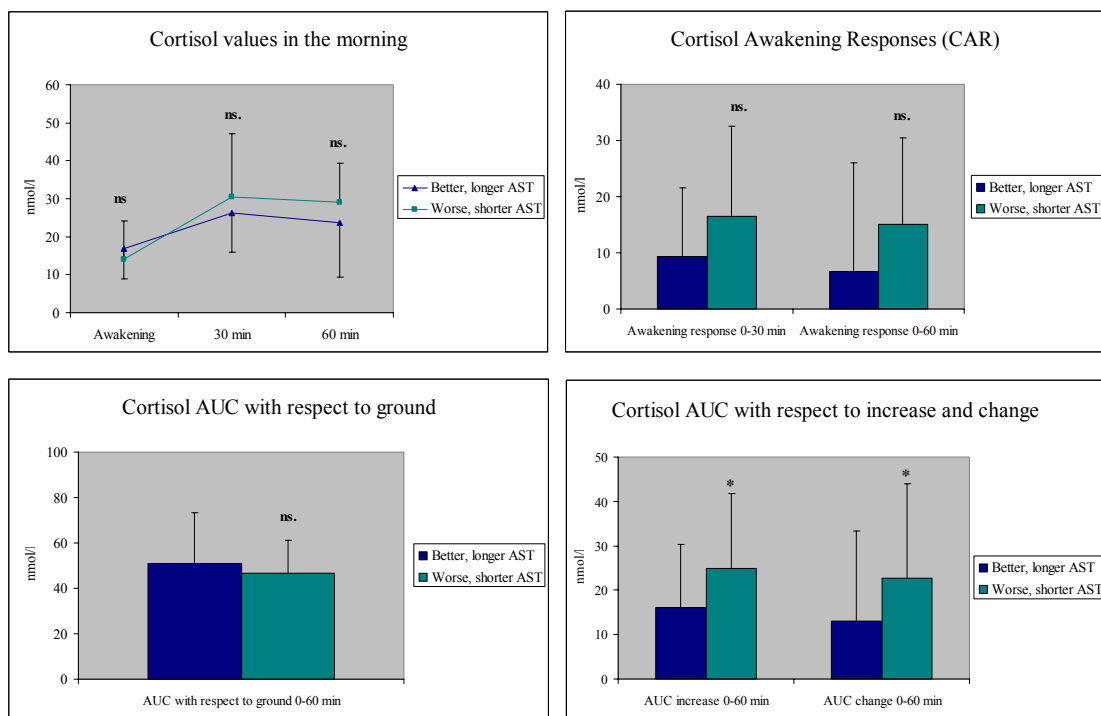 Cortisol values in the morning
60
50
40
30
20
10
0
nmol/l
ns
ns.
ns.
Awakening
30 min
60 min
Better, longer AST
Worse, shorter AST
Cortisol Awakening Responses (CAR)
40
30
20
10
0
nmol/l
ns.
ns.
Awakening response 0-30 min
Awakening response 0-60 min
Better, longer AST
Worse, shorter AST
Cortisol AUC with respect to ground
100
80
60
40
20
0
nmol/l
ns.
AUC with respect to ground 0-60 min
Better, longer AST
Worse, shorter AST
Cortisol AUC with respect to increase and change
50
40
30
20
10
0
nmol/l
*
*
AUC increase 0-60 min
AUC change 0-60 min
Better, longer AST
Worse, shorter AST